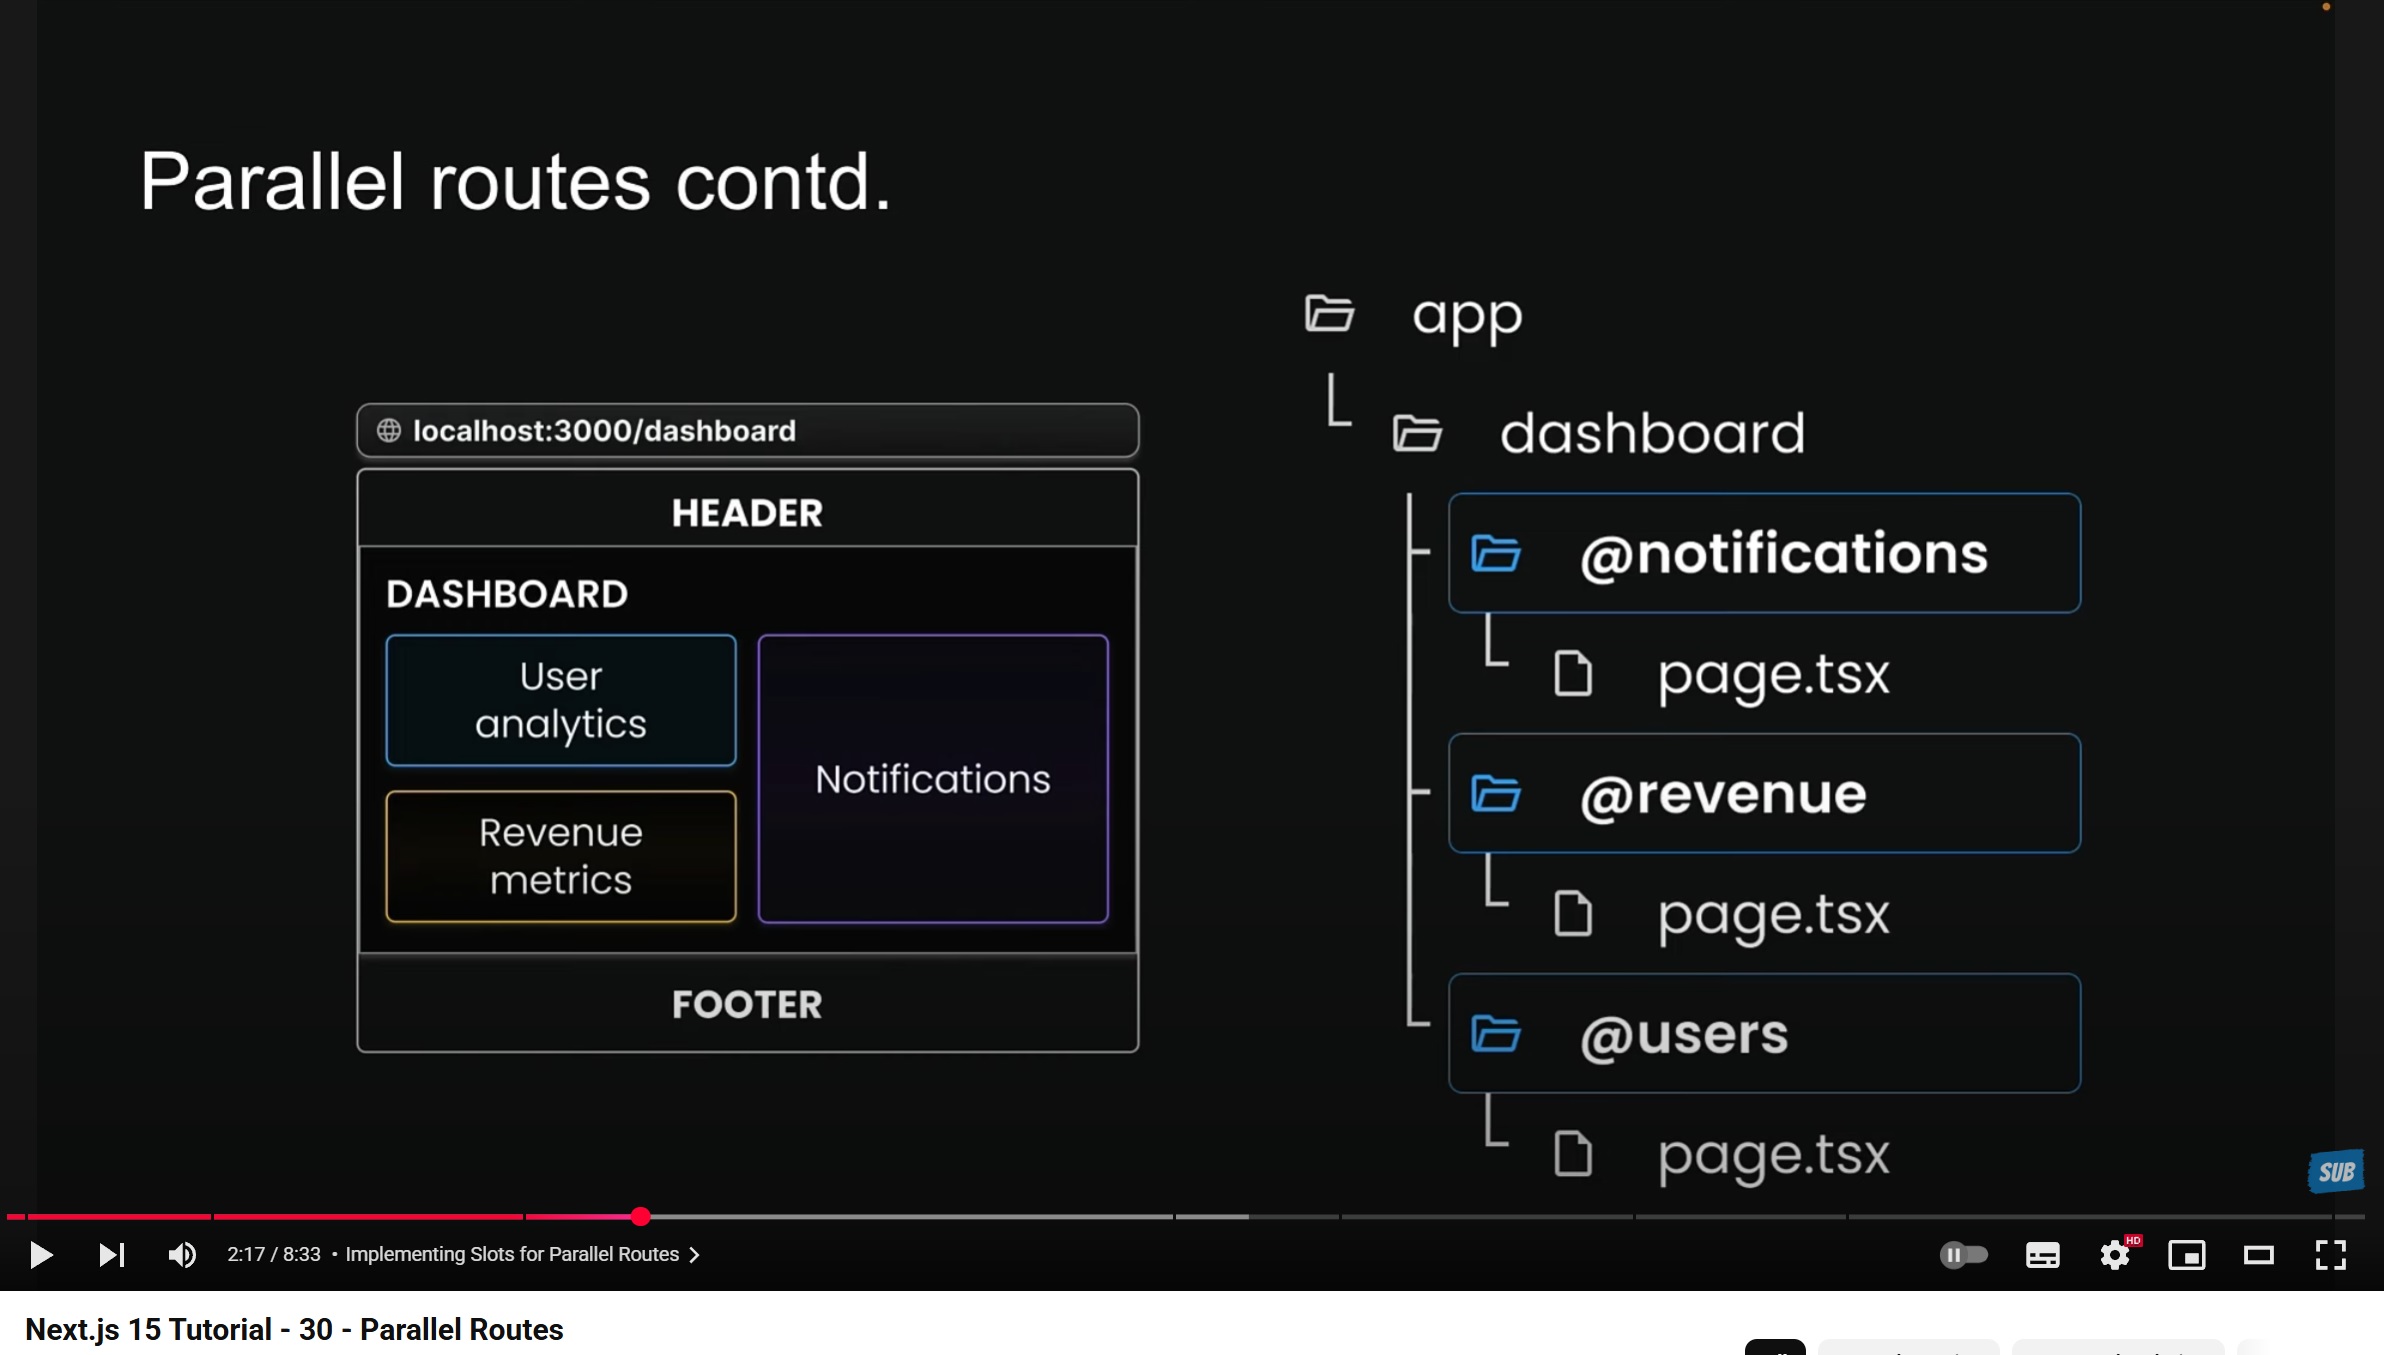 Parallel routes contd.
localhost:3000/dashboard
HEADER
DASHBOARD
User
analytics
Revenue
metrics
Notifications
FOOTER
app
dashboard
@notifications
page.tsx
@revenue
page.tsx
@users
page.tsx
SUB
2:17 / 8:33 • Implementing Slots for Parallel Routes
HD
Next.js 15 Tutorial - 30 - Parallel Routes